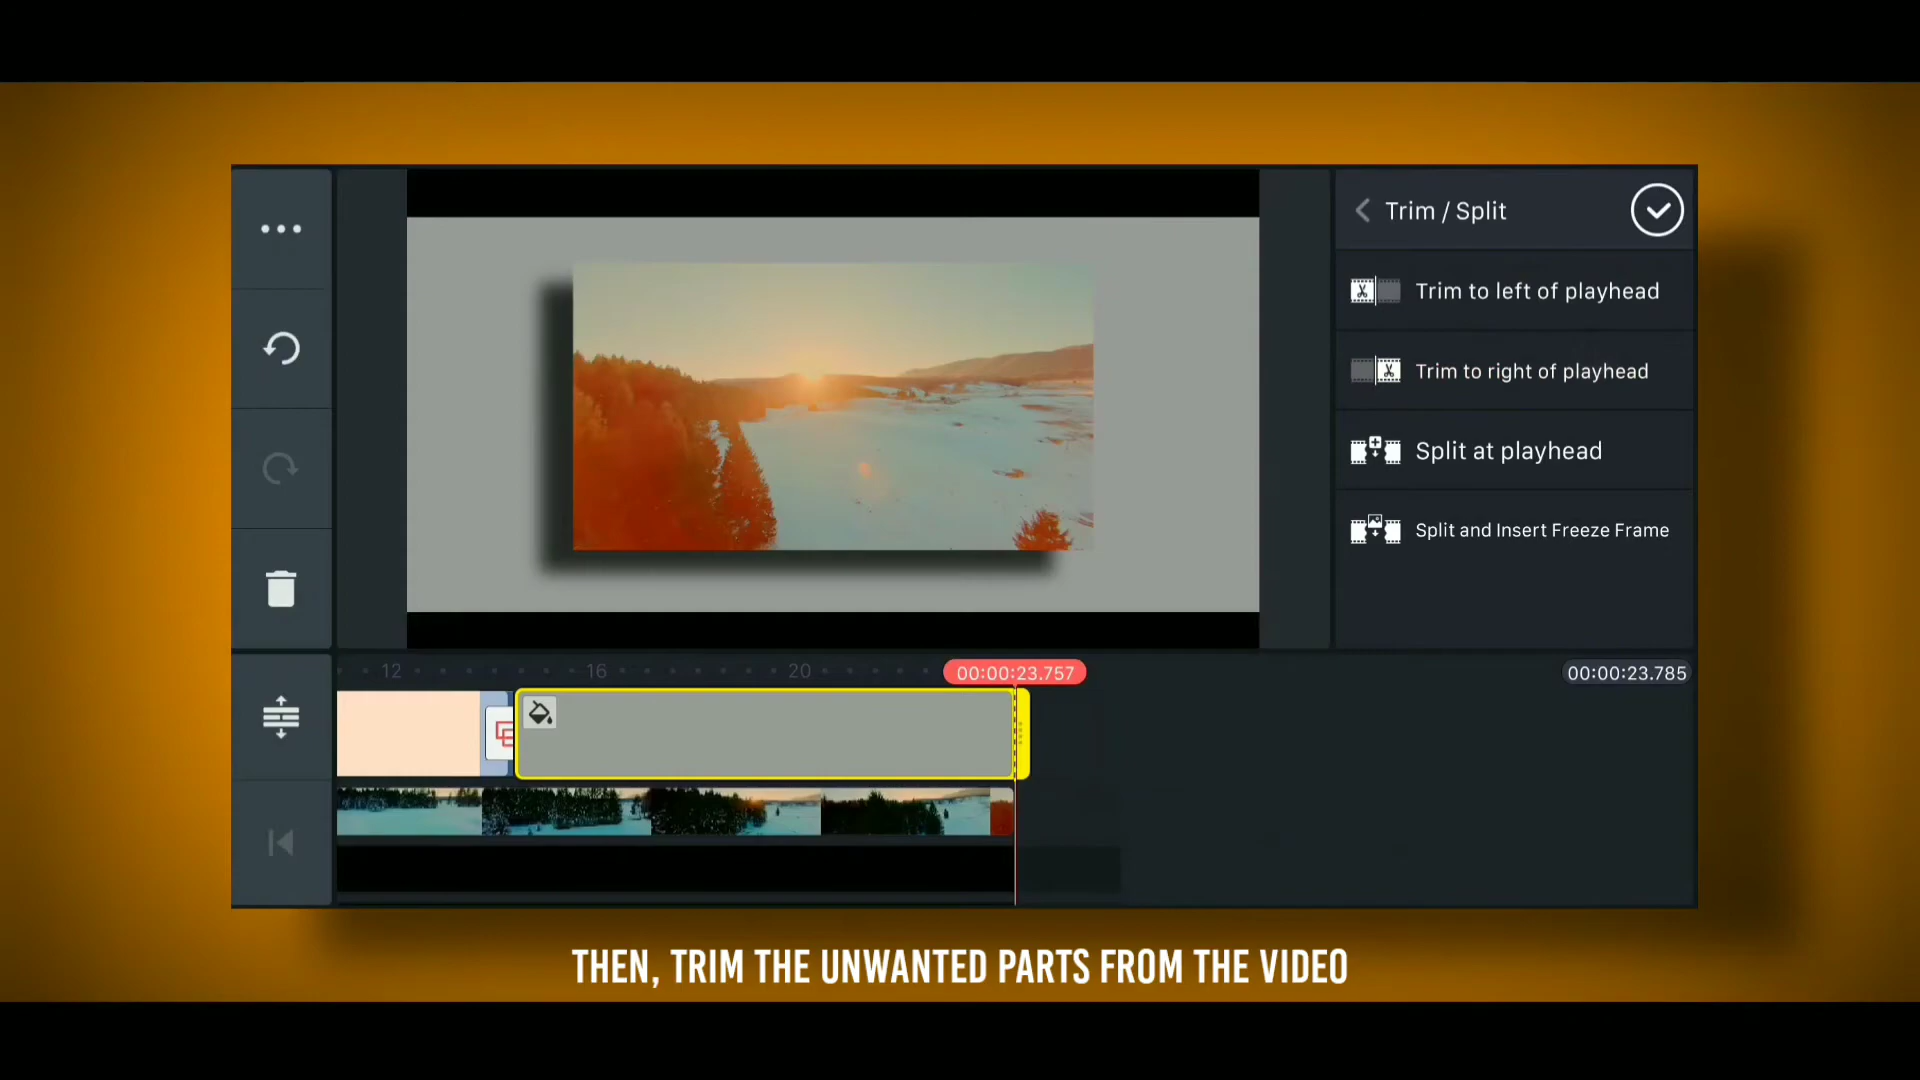 Trim / Split
Trim to left of playhead
Trim to right of playhead
Split at playhead
Split and Insert Freeze Frame
12 16 20 00:00:23.757 00:00:23.785
THEN, TRIM THE UNWANTED PARTS FROM THE VIDEO